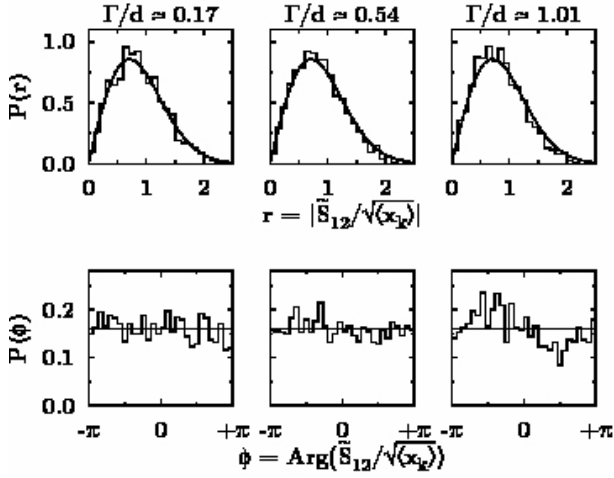 Γ/d ≃ 0.17 Γ/d ≃ 0.54 Γ/d ≃ 1.01
P(r)
1.0
0.5
0.0
0 1 2 0 1 2 0 1 2
r = |S̃₁₂/√⟨xₖ⟩|
P(ϕ)
0.2
0.1
0.0
-π 0 +π -π 0 +π -π 0 +π
ϕ = Arg(S̃₁₂/√⟨xₖ⟩)